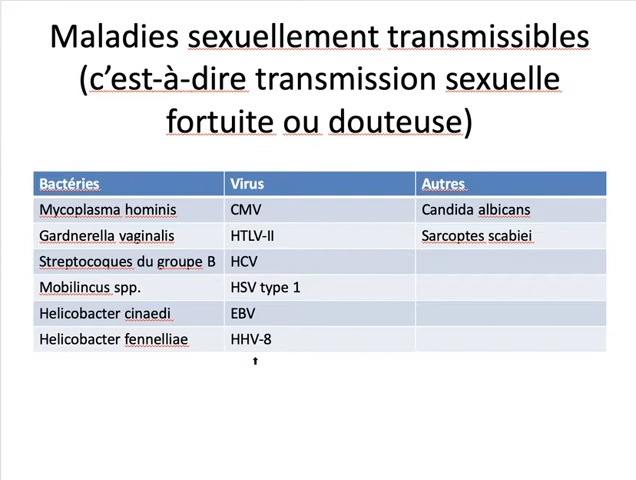 Maladies sexuellement transmissibles
(c’est-à-dire transmission sexuelle
fortuite ou douteuse)
Bactéries Virus Autres
Mycoplasma hominis CMV Candida albicans
Gardnerella vaginalis HTLV-II Sarcoptes scabiei
Streptocoques du groupe B HCV
Mobilincus spp. HSV type 1
Helicobacter cinaedi EBV
Helicobacter fennelliae HHV-8